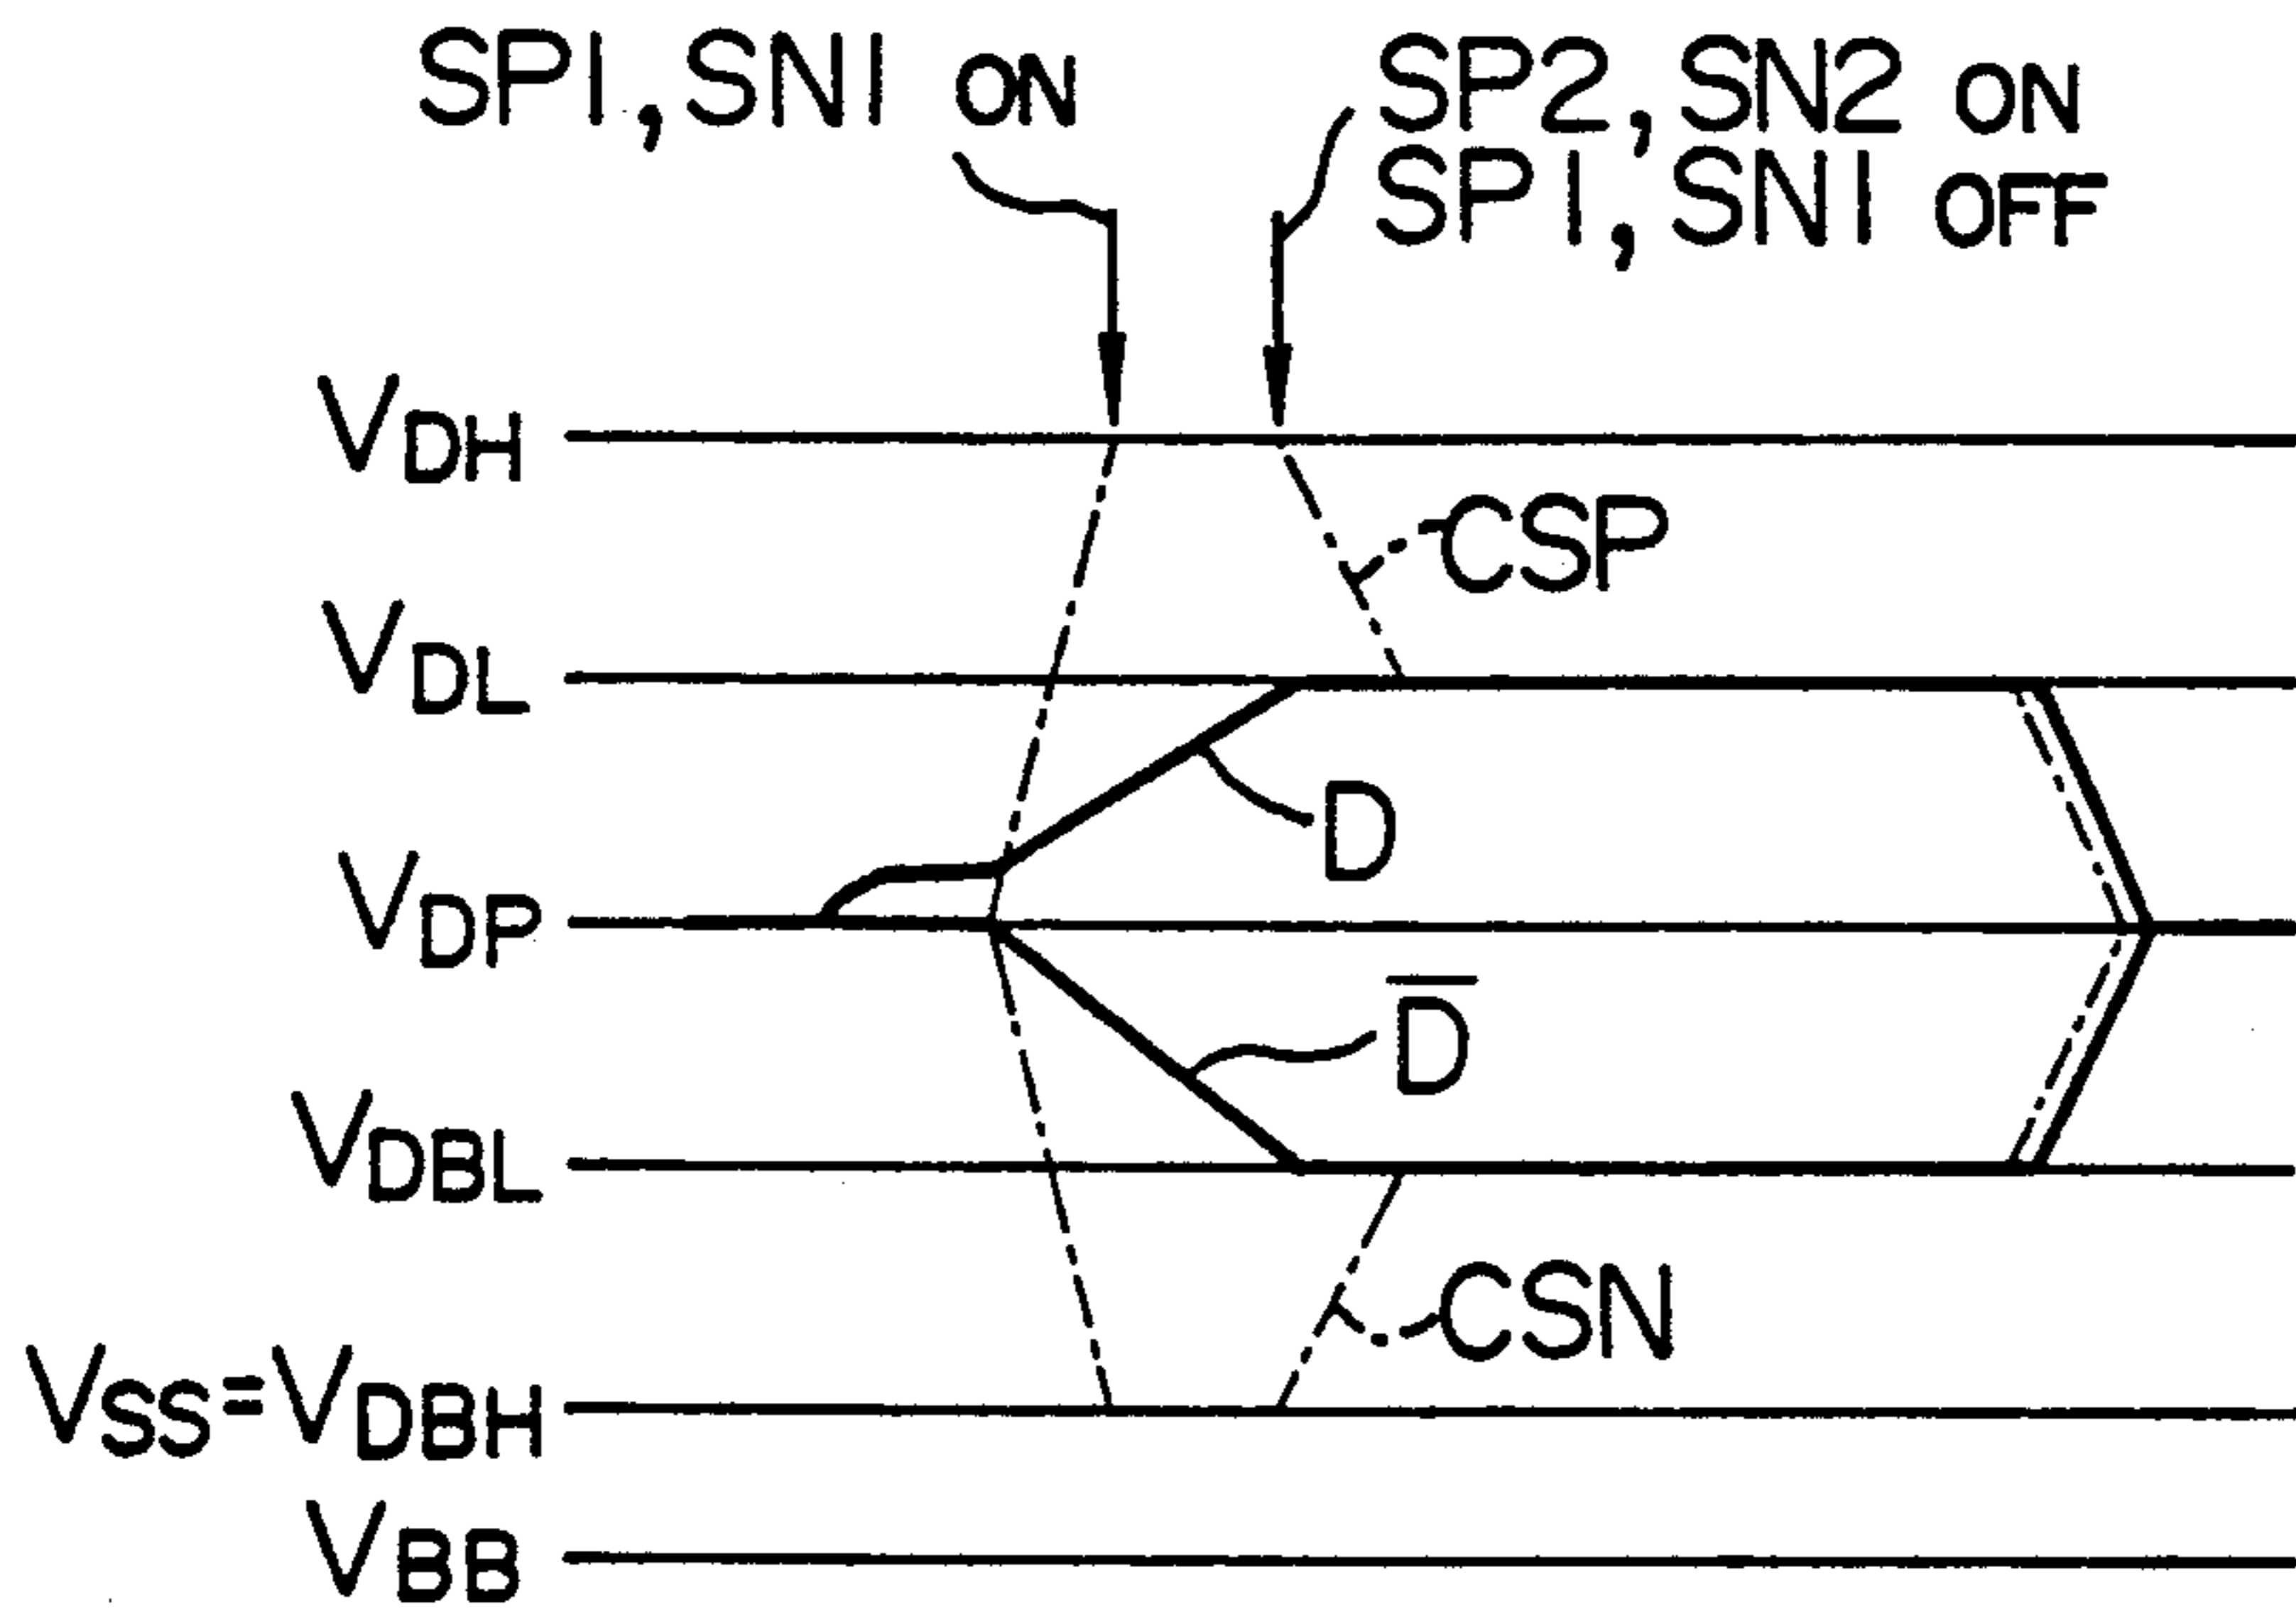 SP1,SN1 ON
SP2,SN2 ON
SP1,SN1 OFF
VDH
CSP
VDL
D
VDP
D̅
VDBL
CSN
VSS=VDBH
VBB